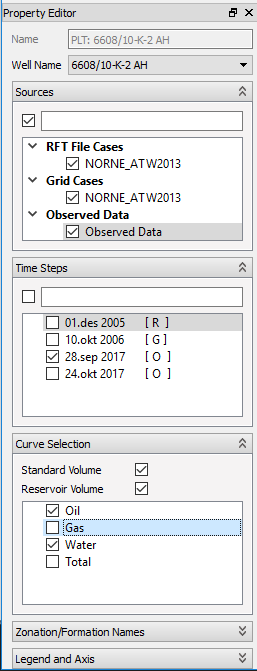 Property Editor
Name PLT: 6608/10-K-2 AH
Well Name 6608/10-K-2 AH
Sources
RFT File Cases
NORNE_ATW2013
Grid Cases
NORNE_ATW2013
Observed Data
Observed Data
Time Steps
01.des 2005 [ R ]
10.okt 2006 [ G ]
28.sep 2017 [ O ]
24.okt 2017 [ O ]
Curve Selection
Standard Volume
Reservoir Volume
Oil
Gas
Water
Total
Zonation/Formation Names
Legend and Axis